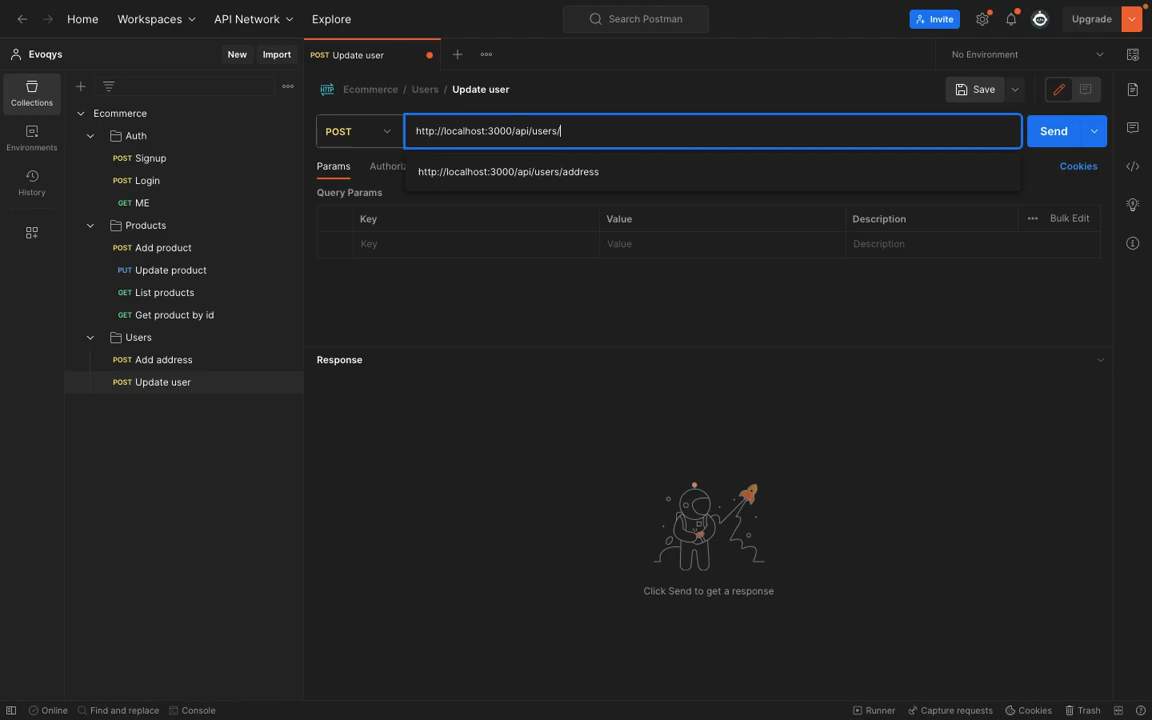 Home Workspaces API Network Explore Search Postman Invite Upgrade
Evoqys New Import POST Update user No Environment
Collections
Environments
History
Ecommerce
Auth
POST Signup
POST Login
GET ME
Products
POST Add product
PUT Update product
GET List products
GET Get product by id
Users
POST Add address
POST Update user
HTTP Ecommerce / Users / Update user Save
POST http://localhost:3000/api/users/ Send
Params Authoriz Cookies
http://localhost:3000/api/users/address
Query Params
Key Value Description Bulk Edit
Key Value Description
Response
Click Send to get a response
Online Find and replace Console Runner Capture requests Cookies Trash